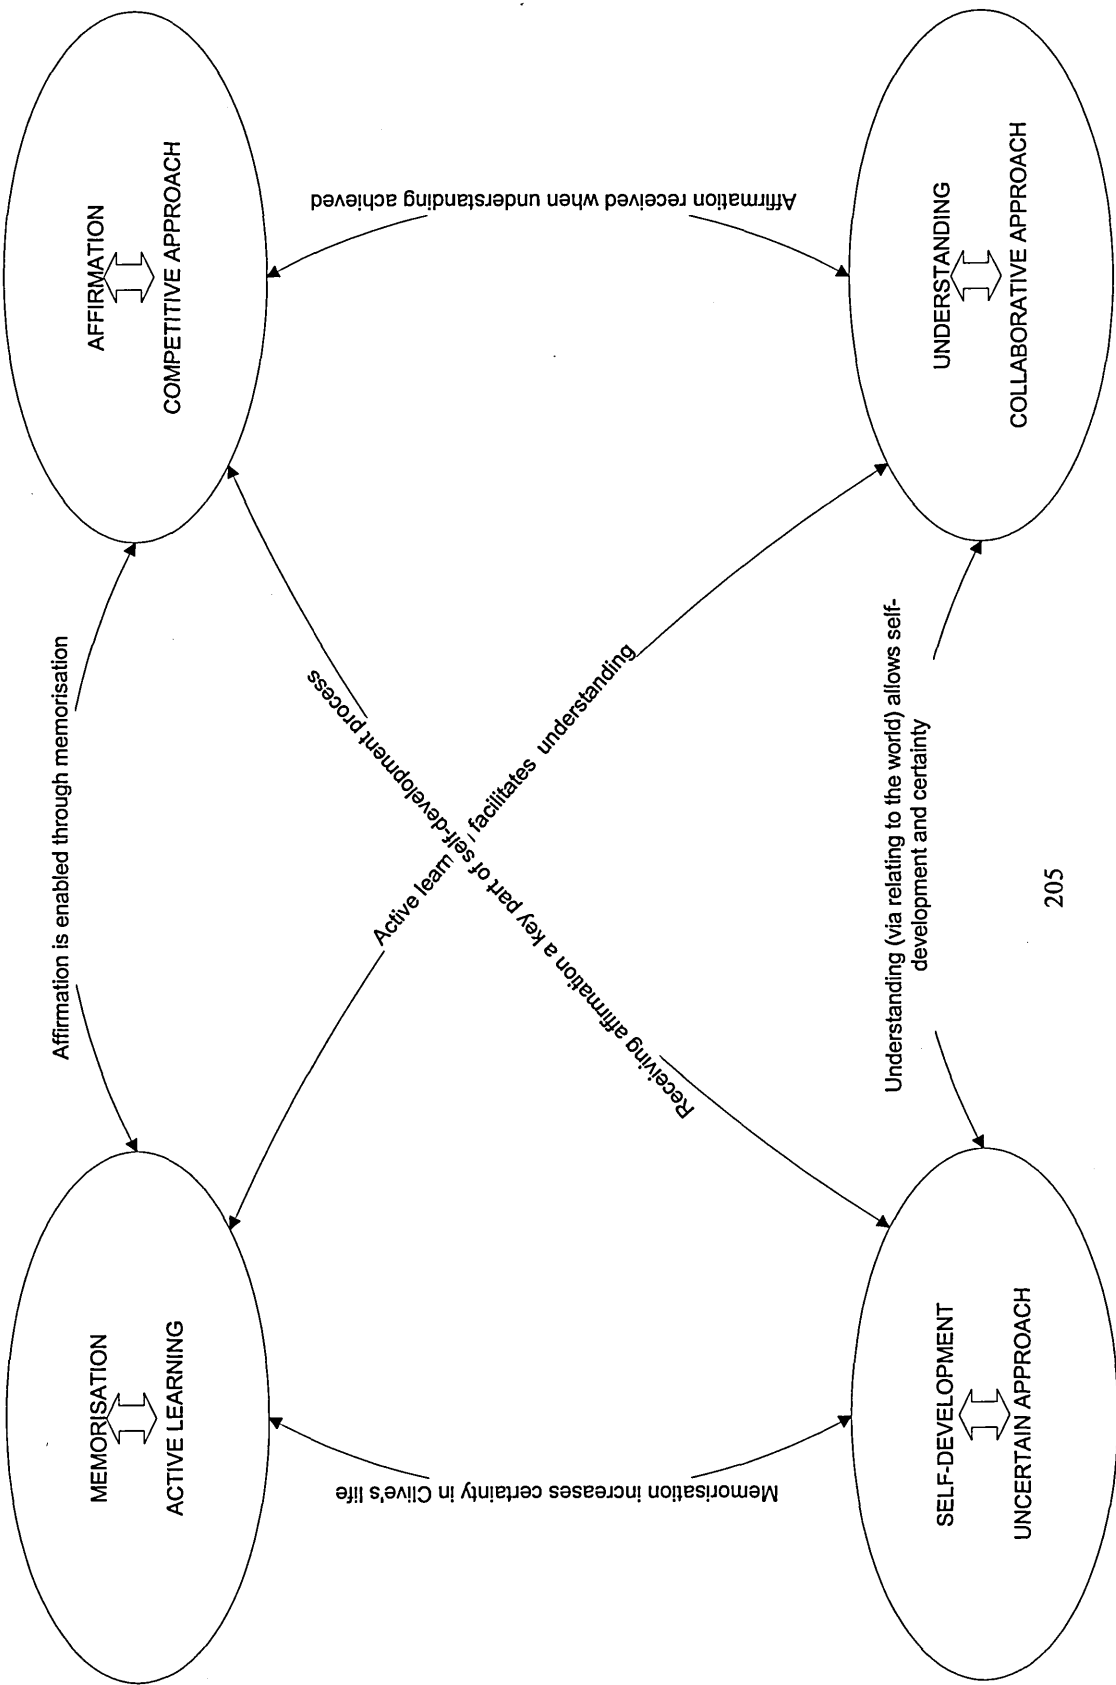 Affirmation is enabled through memorisation
MEMORISATION
ACTIVE LEARNING
AFFIRMATION
COMPETITIVE APPROACH
Memorisation increases certainty in Clive's life
Active learn facilitates understanding
Receiving affirmation a key part of self-development process
Affirmation received when understanding achieved
SELF-DEVELOPMENT
UNCERTAIN APPROACH
Understanding (via relating to the world) allows self-
development and certainty
UNDERSTANDING
COLLABORATIVE APPROACH
205